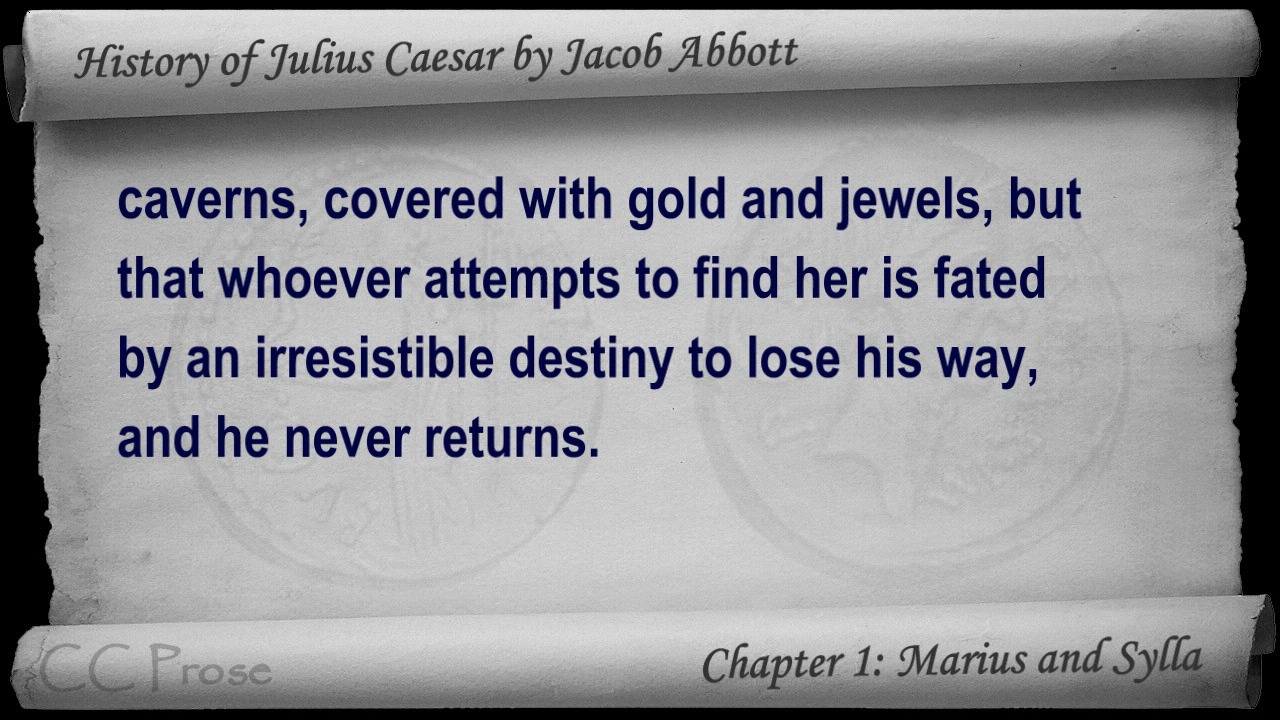 History of Julius Caesar by Jacob Abbott
caverns, covered with gold and jewels, but
that whoever attempts to find her is fated
by an irresistible destiny to lose his way,
and he never returns.
CC Prose
Chapter 1: Marius and Sylla